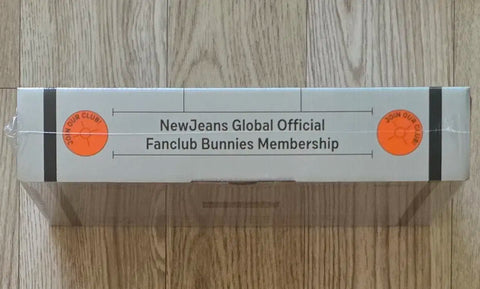 JOIN OUR CLUB!
NewJeans Global Official
Fanclub Bunnies Membership
JOIN OUR CLUB!